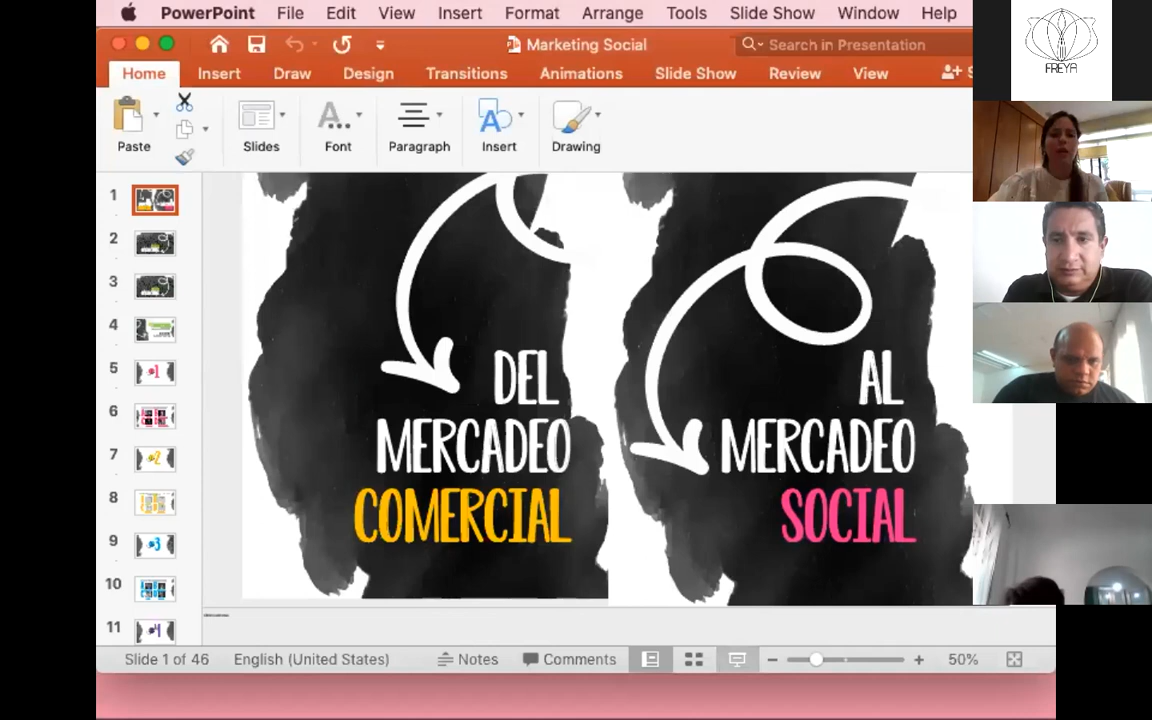 PowerPoint File Edit View Insert Format Arrange Tools Slide Show Window Help
Marketing Social
Search in Presentation
Home Insert Draw Design Transitions Animations Slide Show Review View
Paste Slides Font Paragraph Insert Drawing
FREYA
1
2
3
4
5
6
7
8
9
10
11
DEL
MERCADEO
COMERCIAL
AL
MERCADEO
SOCIAL
Slide 1 of 46 English (United States) Notes Comments 50%